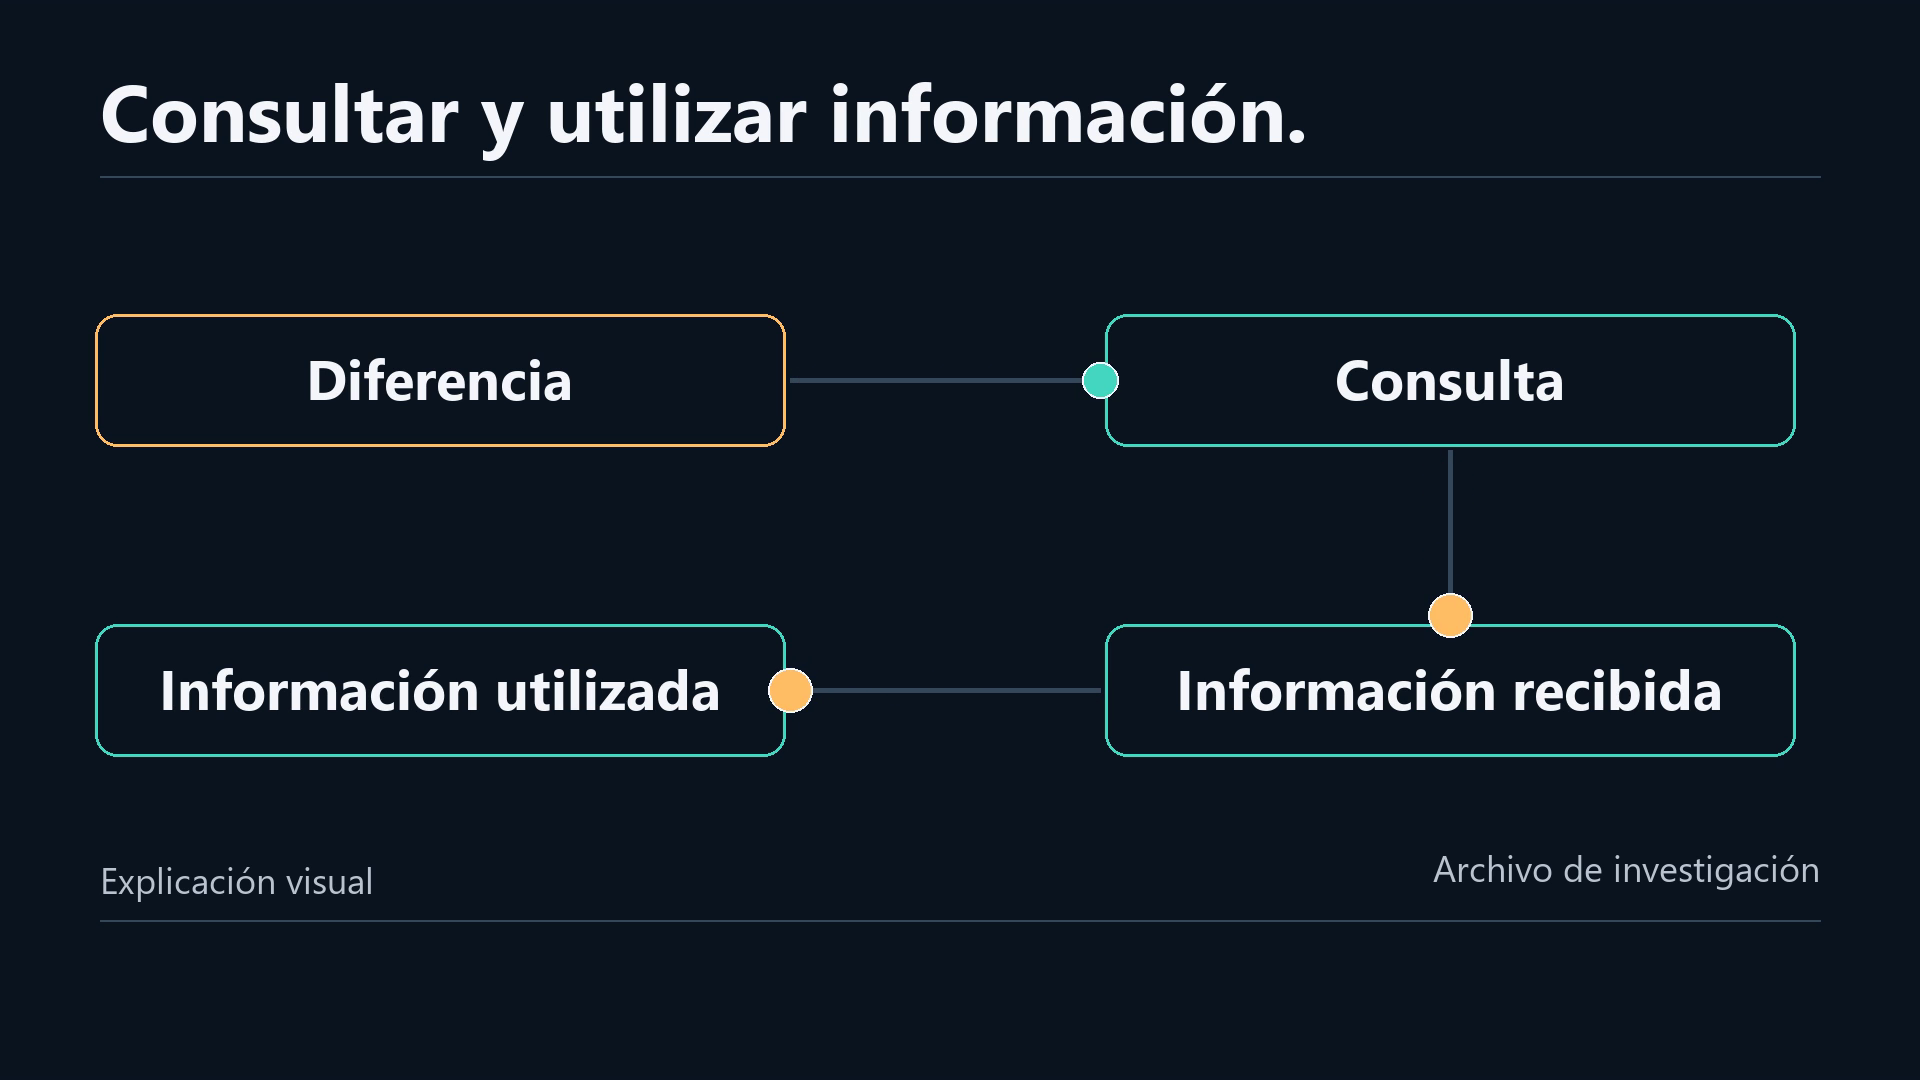 Consultar y utilizar información.
Diferencia
Consulta
Información utilizada
Información recibida
Explicación visual
Archivo de investigación